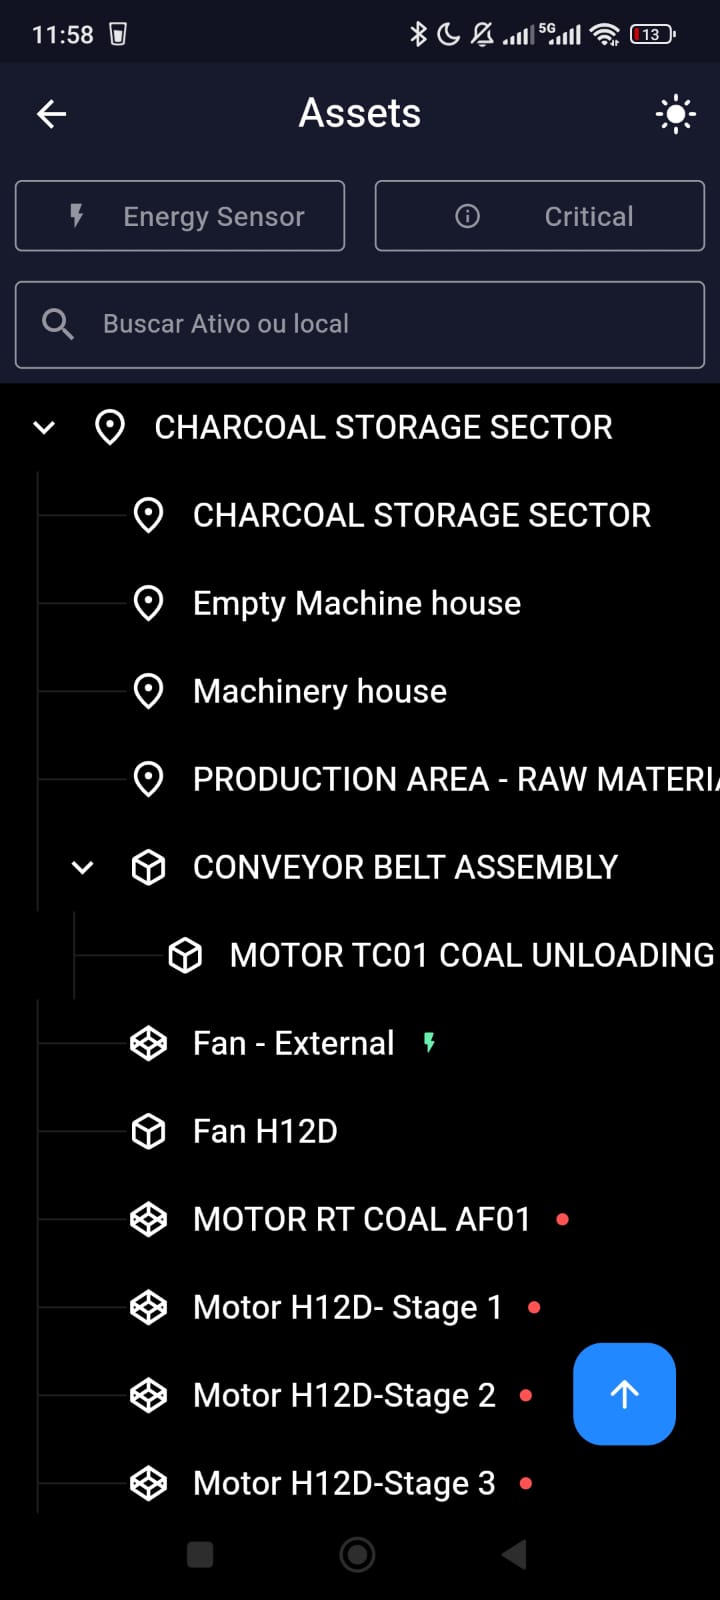 11:58
5G
13
Assets
Energy Sensor
Critical
Buscar Ativo ou local
CHARCOAL STORAGE SECTOR
CHARCOAL STORAGE SECTOR
Empty Machine house
Machinery house
PRODUCTION AREA - RAW MATERIA
CONVEYOR BELT ASSEMBLY
MOTOR TC01 COAL UNLOADING
Fan - External
Fan H12D
MOTOR RT COAL AF01
Motor H12D- Stage 1
Motor H12D-Stage 2
Motor H12D-Stage 3